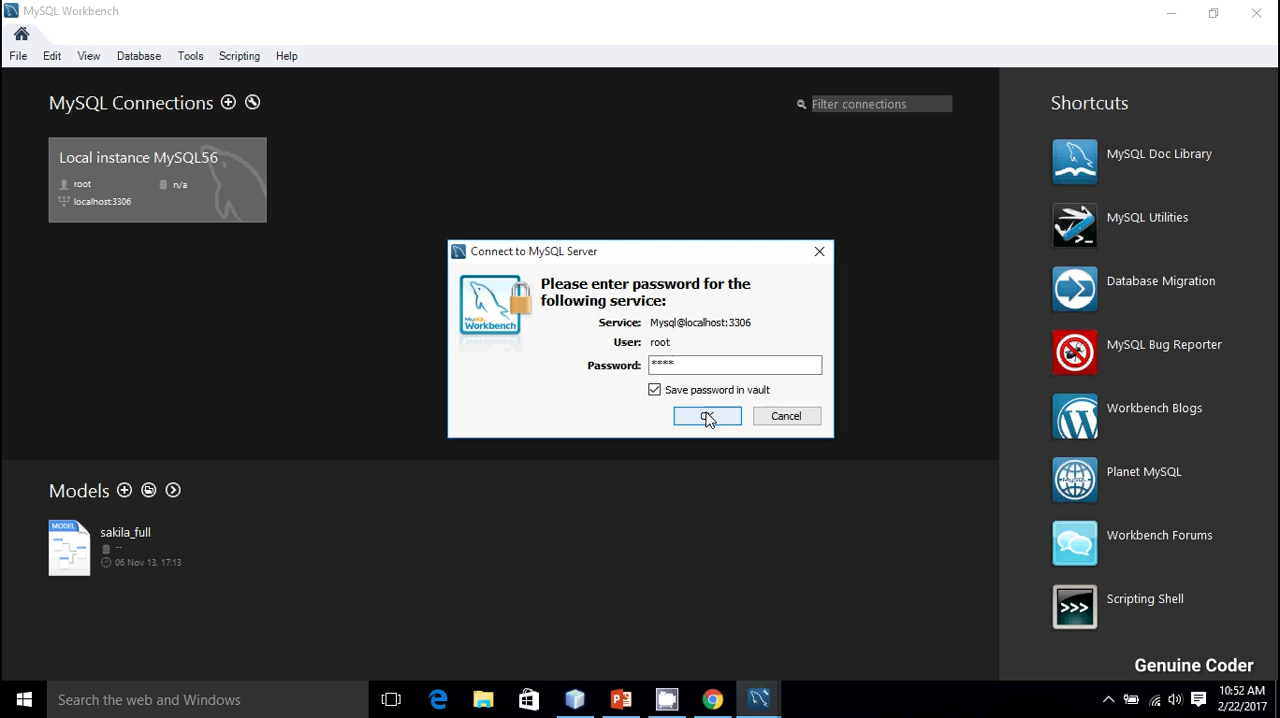 MySQL Workbench
File Edit View Database Tools Scripting Help
MySQL Connections
Filter connections
Local instance MySQL56
root
n/a
localhost:3306
Connect to MySQL Server
MySQL
Workbench
Please enter password for the
following service:
Service: Mysql@localhost:3306
User: root
Password: ****
Save password in vault
OK
Cancel
Models
MODEL
sakila_full
--
06 Nov 13, 17:13
Shortcuts
MySQL Doc Library
MySQL Utilities
Database Migration
MySQL Bug Reporter
Workbench Blogs
MySQL
Planet MySQL
Workbench Forums
>>>
Scripting Shell
Genuine Coder
Search the web and Windows
10:52 AM
2/22/2017